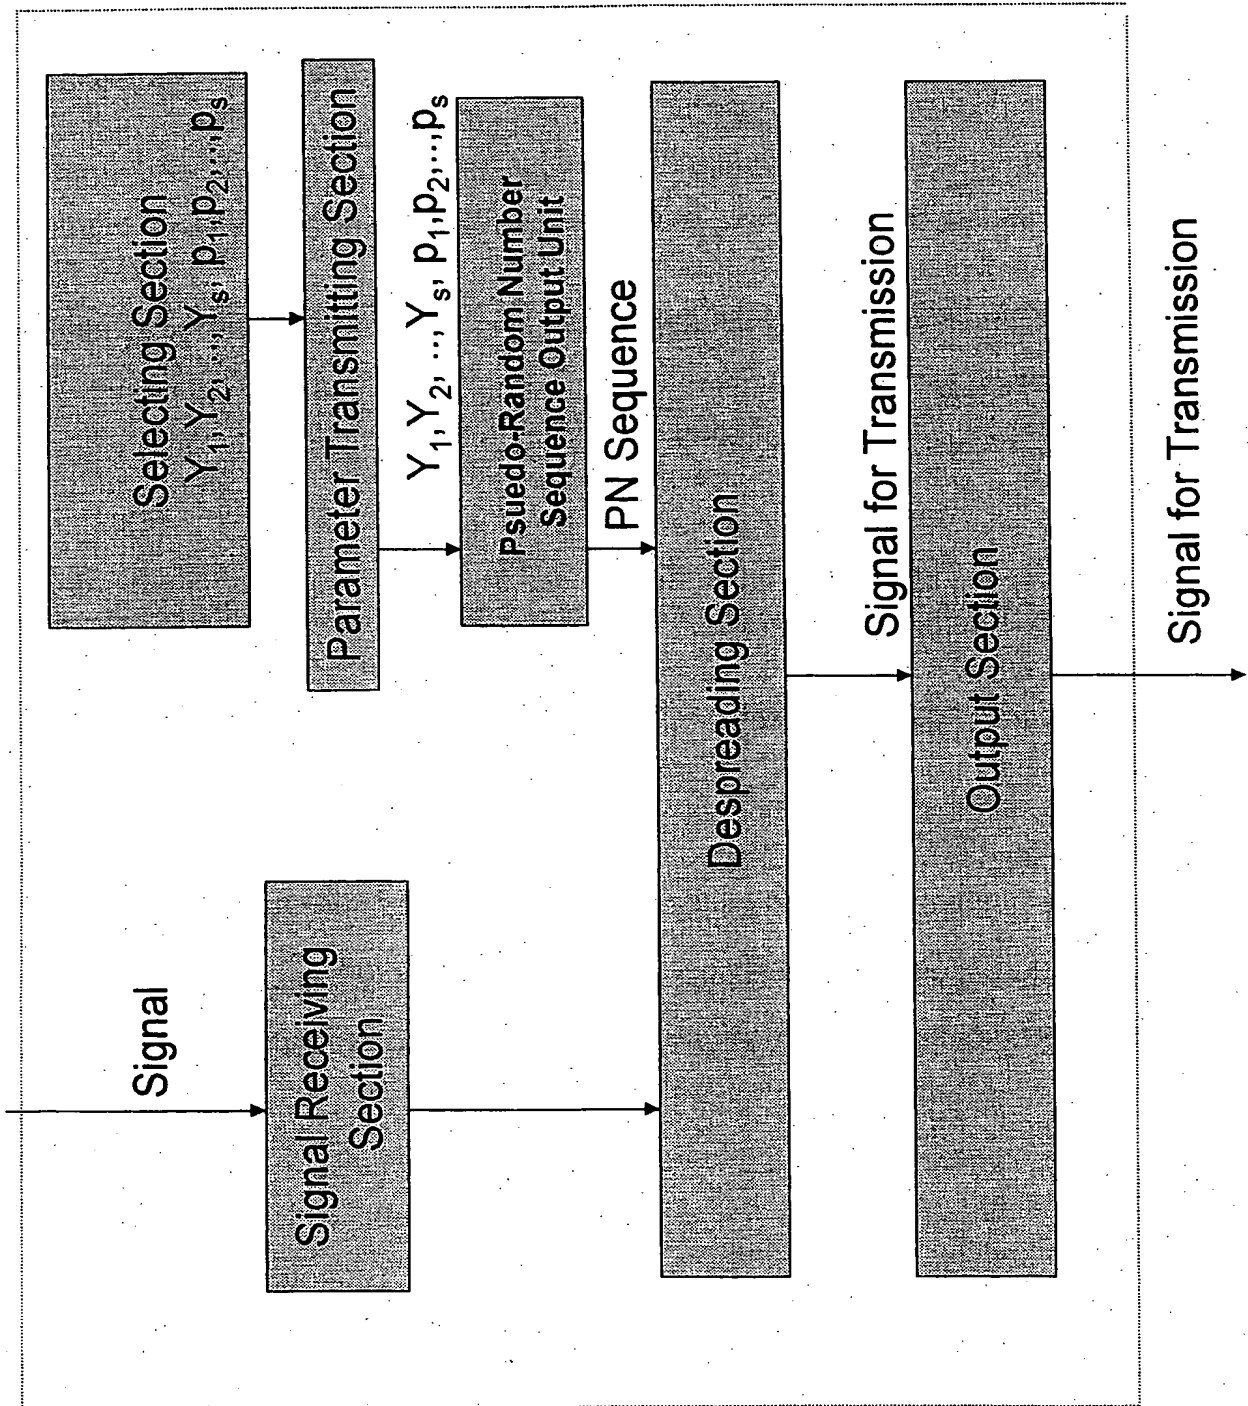 Signal
Signal Receiving
Section
Selecting Section
Y1,Y2,..,Ys, p1,p2,...,ps
Parameter Transmitting Section
Y1,Y2, ..,Ys, p1,p2,...,ps
Psuedo-Random Number
Sequence Output Unit
PN Sequence
Despreading Section
Signal for Transmission
Output Section
Signal for Transmission